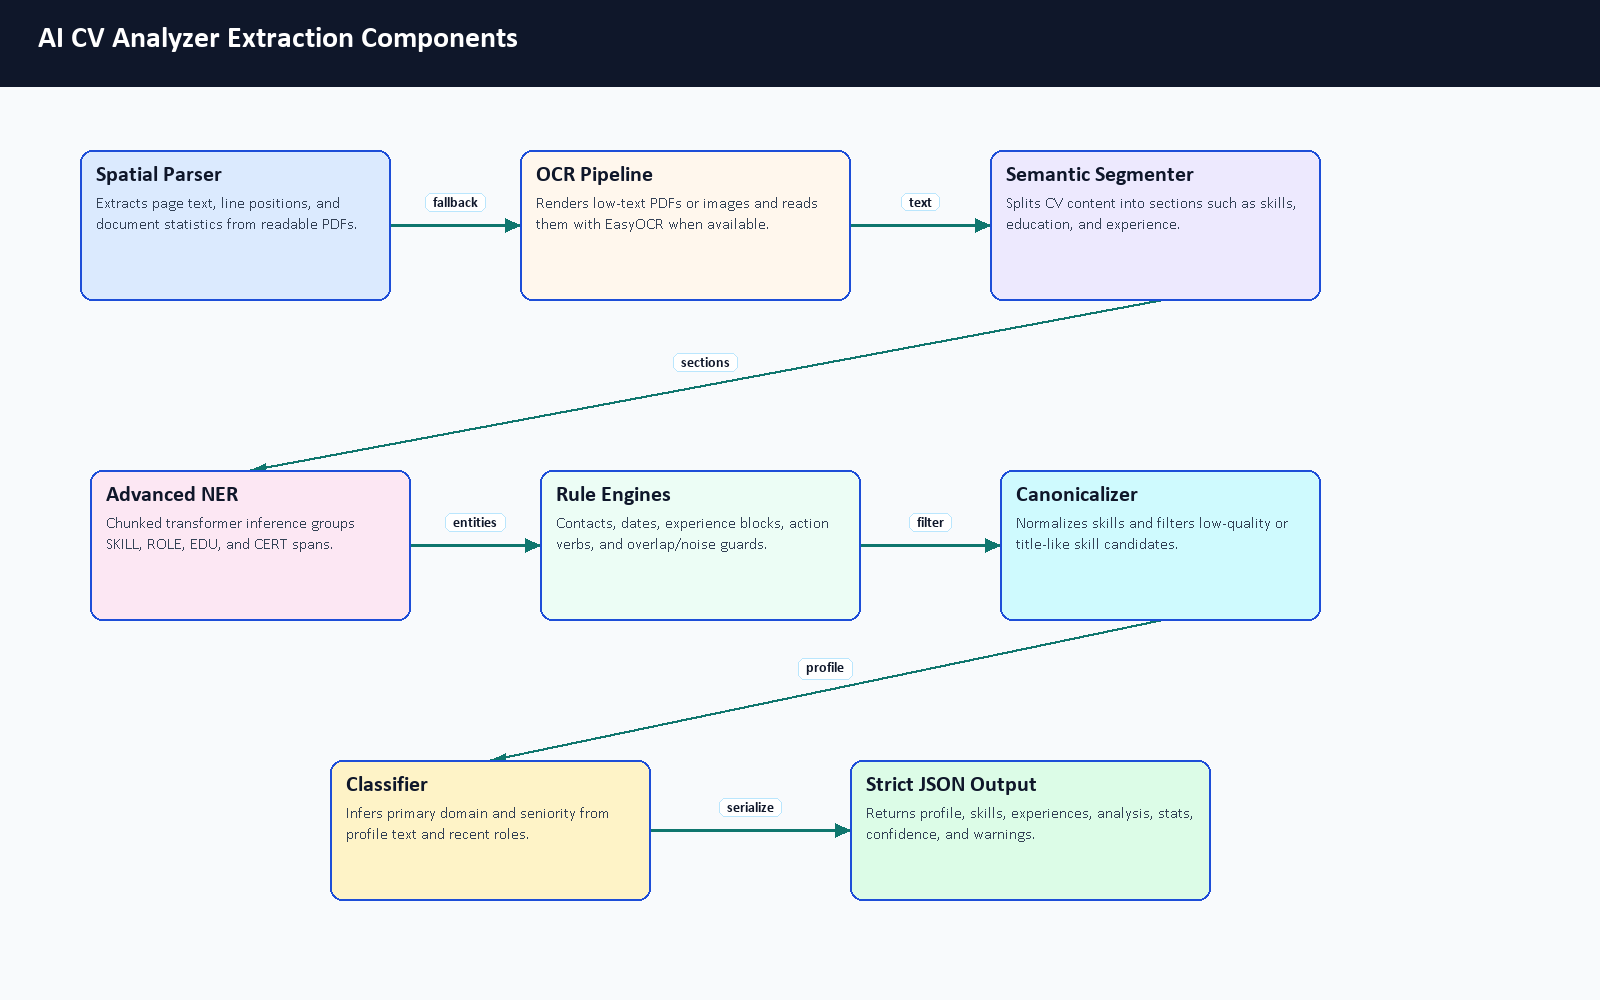 AI CV Analyzer Extraction Components
Spatial Parser
Extracts page text, line positions, and
document statistics from readable PDFs.
fallback
OCR Pipeline
Renders low-text PDFs or images and reads
them with EasyOCR when available.
text
Semantic Segmenter
Splits CV content into sections such as skills,
education, and experience.
sections
Advanced NER
Chunked transformer inference groups
SKILL, ROLE, EDU, and CERT spans.
entities
Rule Engines
Contacts, dates, experience blocks, action
verbs, and overlap/noise guards.
filter
Canonicalizer
Normalizes skills and filters low-quality or
title-like skill candidates.
profile
Classifier
Infers primary domain and seniority from
profile text and recent roles.
serialize
Strict JSON Output
Returns profile, skills, experiences, analysis, stats,
confidence, and warnings.